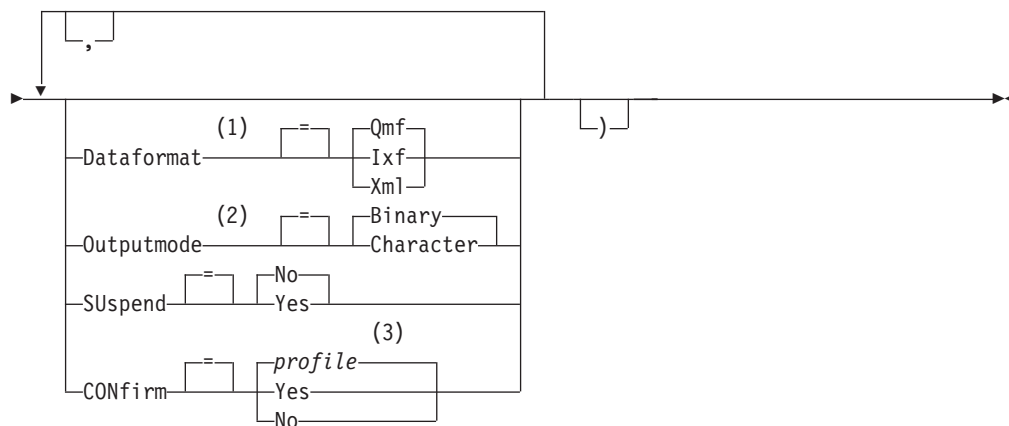 ,
(1) = Qmf
Dataformat Ixf )
Xml
(2) = Binary
Outputmode Character
= No
SUspend Yes
(3)
= profile
CONfirm Yes
No